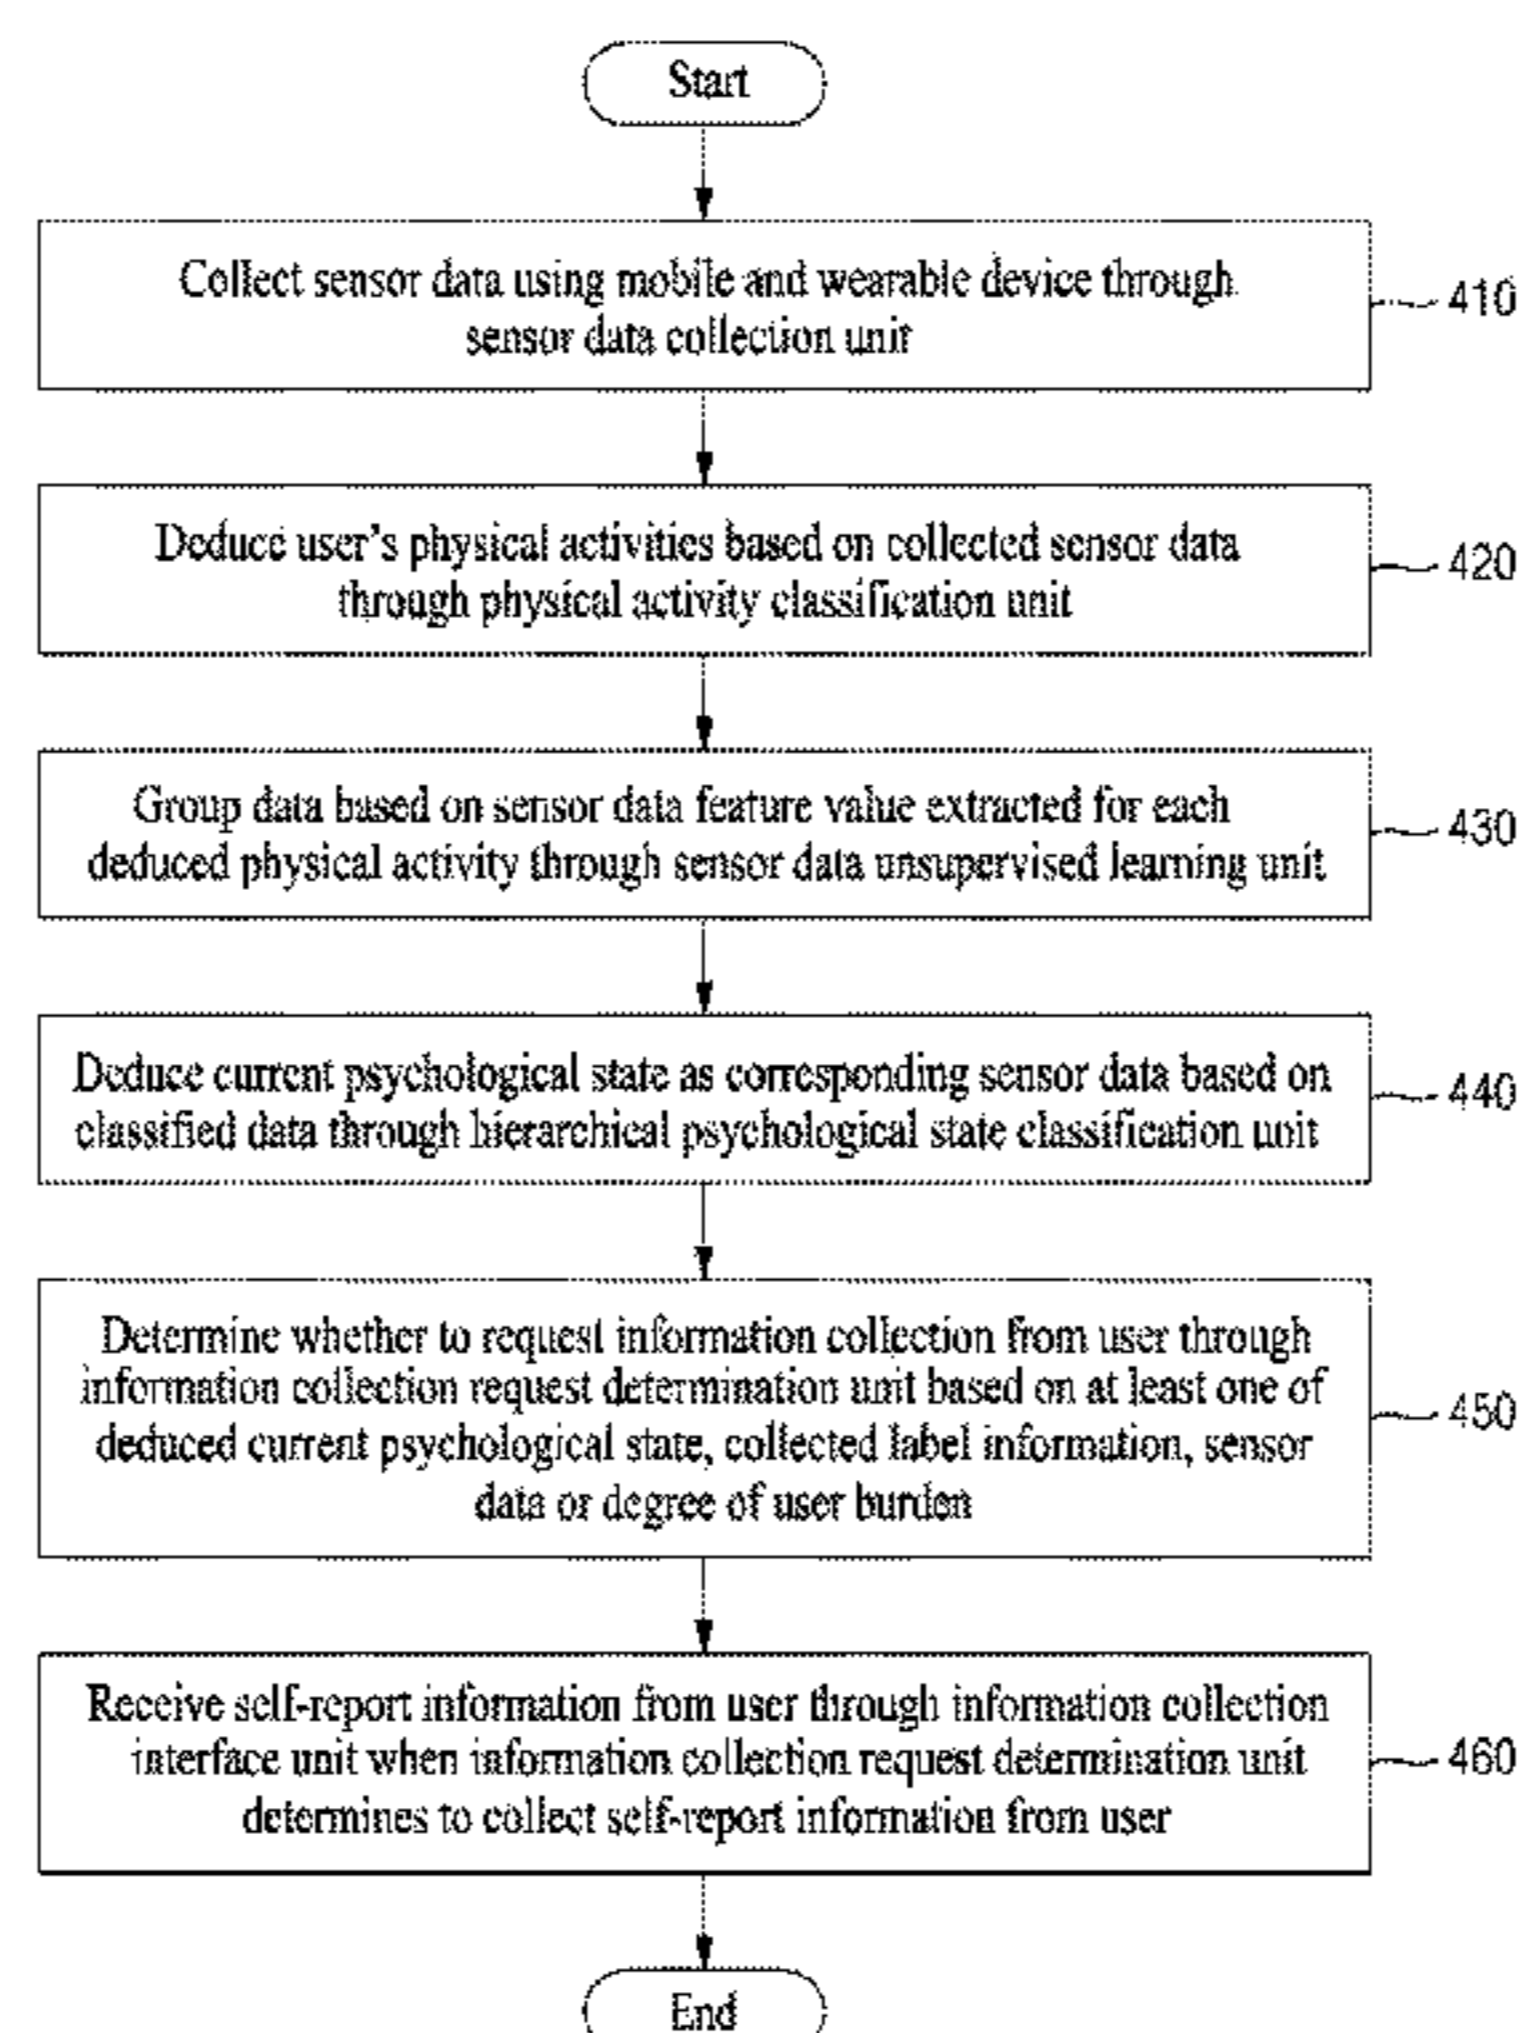 Start
Collect sensor data using mobile and wearable device through
sensor data collection unit
410
Deduce user's physical activities based on collected sensor data
through physical activity classification unit
420
Group data based on sensor data feature value extracted for each
deduced physical activity through sensor data unsupervised learning unit
430
Deduce current psychological state as corresponding sensor data based on
classified data through hierarchical psychological state classification unit
440
Determine whether to request information collection from user through
information collection request determination unit based on at least one of
deduced current psychological state, collected label information, sensor
data or degree of user burden
450
Receive self-report information from user through information collection
interface unit when information collection request determination unit
determines to collect self-report information from user
460
End